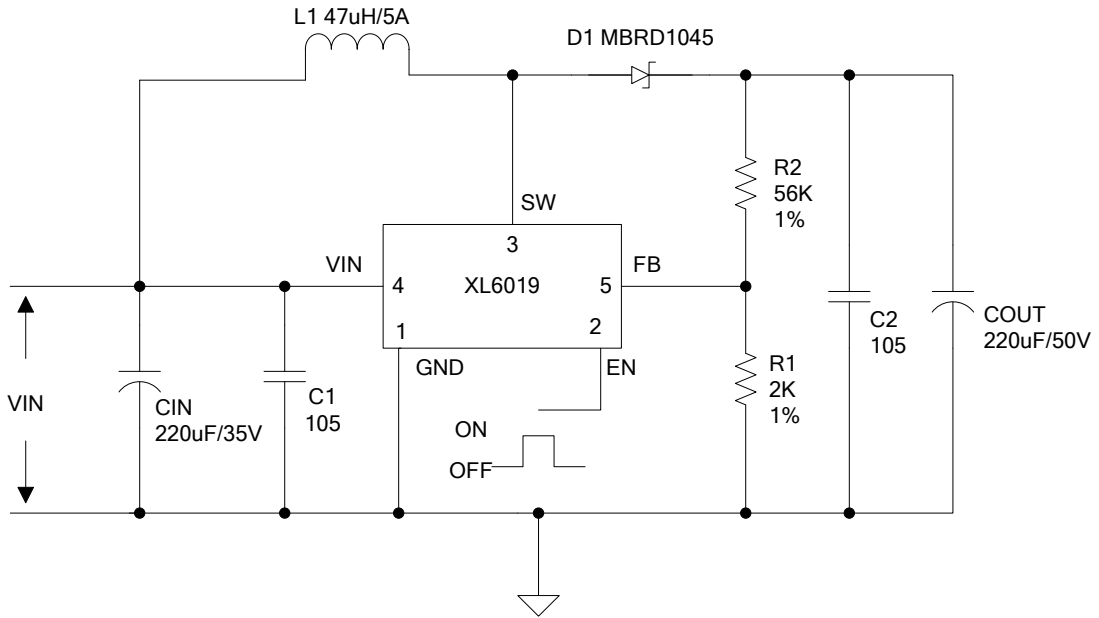 L1 47uH/5A
D1 MBRD1045
R2
56K
1%
SW
3
VIN
FB
4
XL6019
5
1
2
GND
EN
C2
105
COUT
220uF/50V
R1
2K
1%
VIN
CIN
220uF/35V
C1
105
ON
OFF